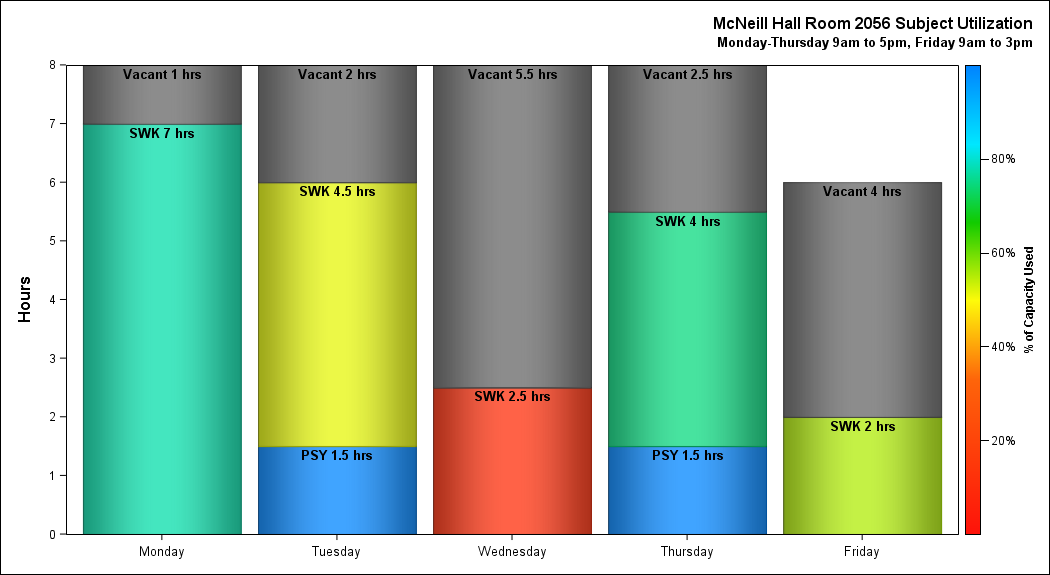 McNeill Hall Room 2056 Subject Utilization
Monday-Thursday 9am to 5pm, Friday 9am to 3pm
Hours
8
7
6
5
4
3
2
1
0
Vacant 1 hrs
SWK 7 hrs
Vacant 2 hrs
SWK 4.5 hrs
PSY 1.5 hrs
Vacant 5.5 hrs
SWK 2.5 hrs
Vacant 2.5 hrs
SWK 4 hrs
PSY 1.5 hrs
Vacant 4 hrs
SWK 2 hrs
Monday
Tuesday
Wednesday
Thursday
Friday
80%
60%
40%
20%
% of Capacity Used